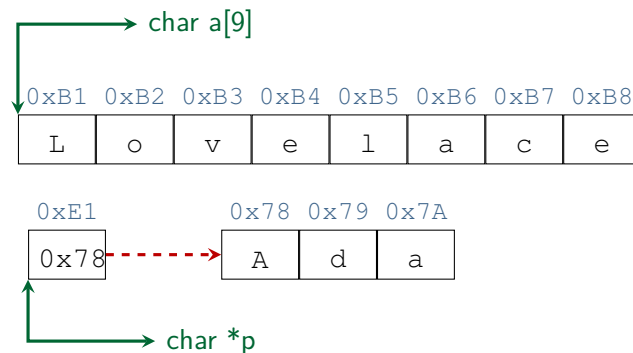 char a[9]
0xB1 0xB2 0xB3 0xB4 0xB5 0xB6 0xB7 0xB8
L o v e l a c e
0xE1 0x78 0x79 0x7A
0x78 A d a
char *p